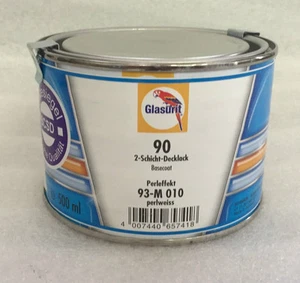 Glasurit
90
2-Schicht-Decklack
Basecoat
Perleffekt
93-M 010
perlweiss
500 ml
4 007440 657418